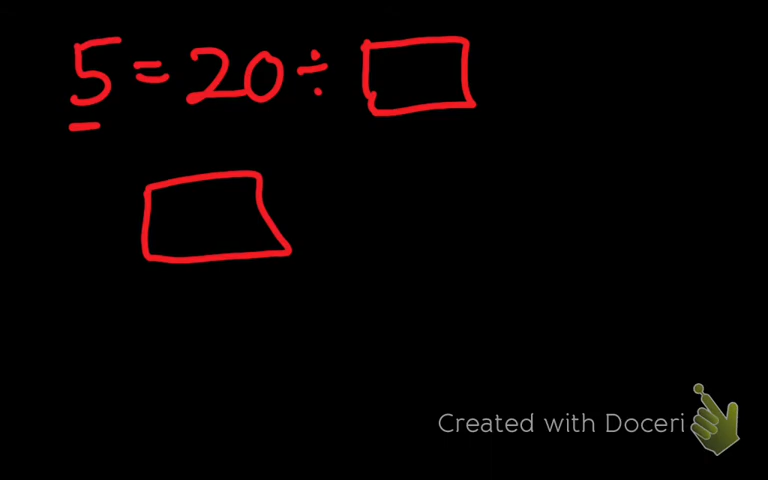 5 = 20 ÷ □
□
Created with Doceri